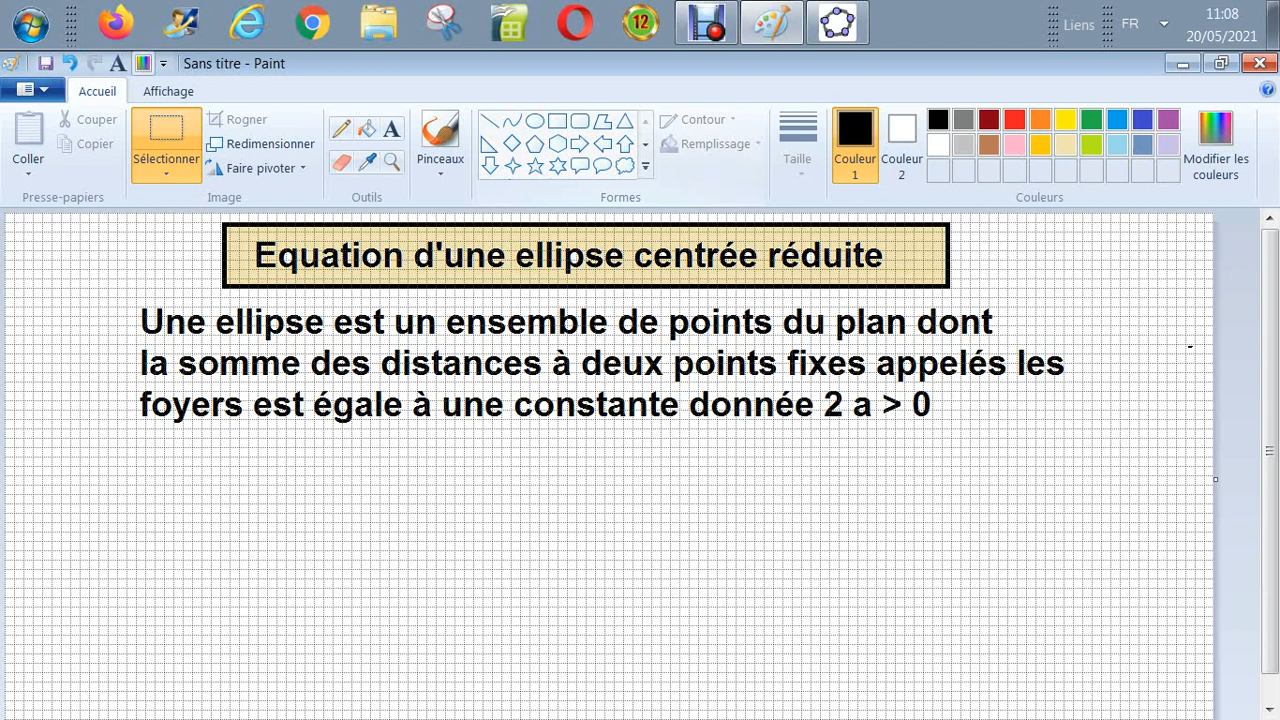 12
Liens
FR
11:08
20/05/2021
Sans titre - Paint
Accueil
Affichage
Coller
Couper
Copier
Presse-papiers
Sélectionner
Rogner
Redimensionner
Faire pivoter
Image
Outils
Pinceaux
Contour
Remplissage
Formes
Taille
Couleur 1
Couleur 2
Modifier les couleurs
Couleurs
Equation d'une ellipse centrée réduite
Une ellipse est un ensemble de points du plan dont
la somme des distances à deux points fixes appelés les
foyers est égale à une constante donnée 2 a > 0